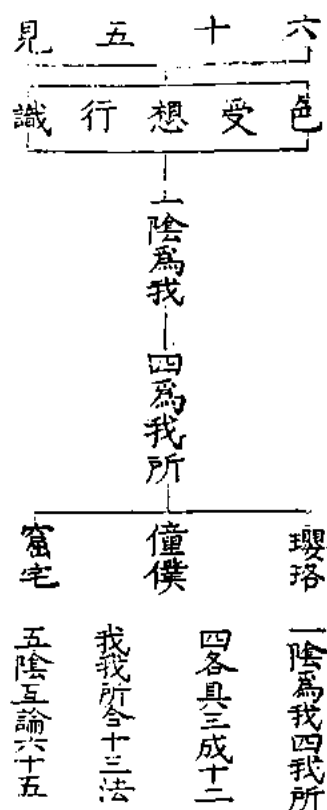 六十五見
色受想行識
一陰爲我
四爲我所
瓔珞
僮僕
窟宅
一陰爲我四我所
四各具三成十二
我我所合十三法
五陰互論六十五